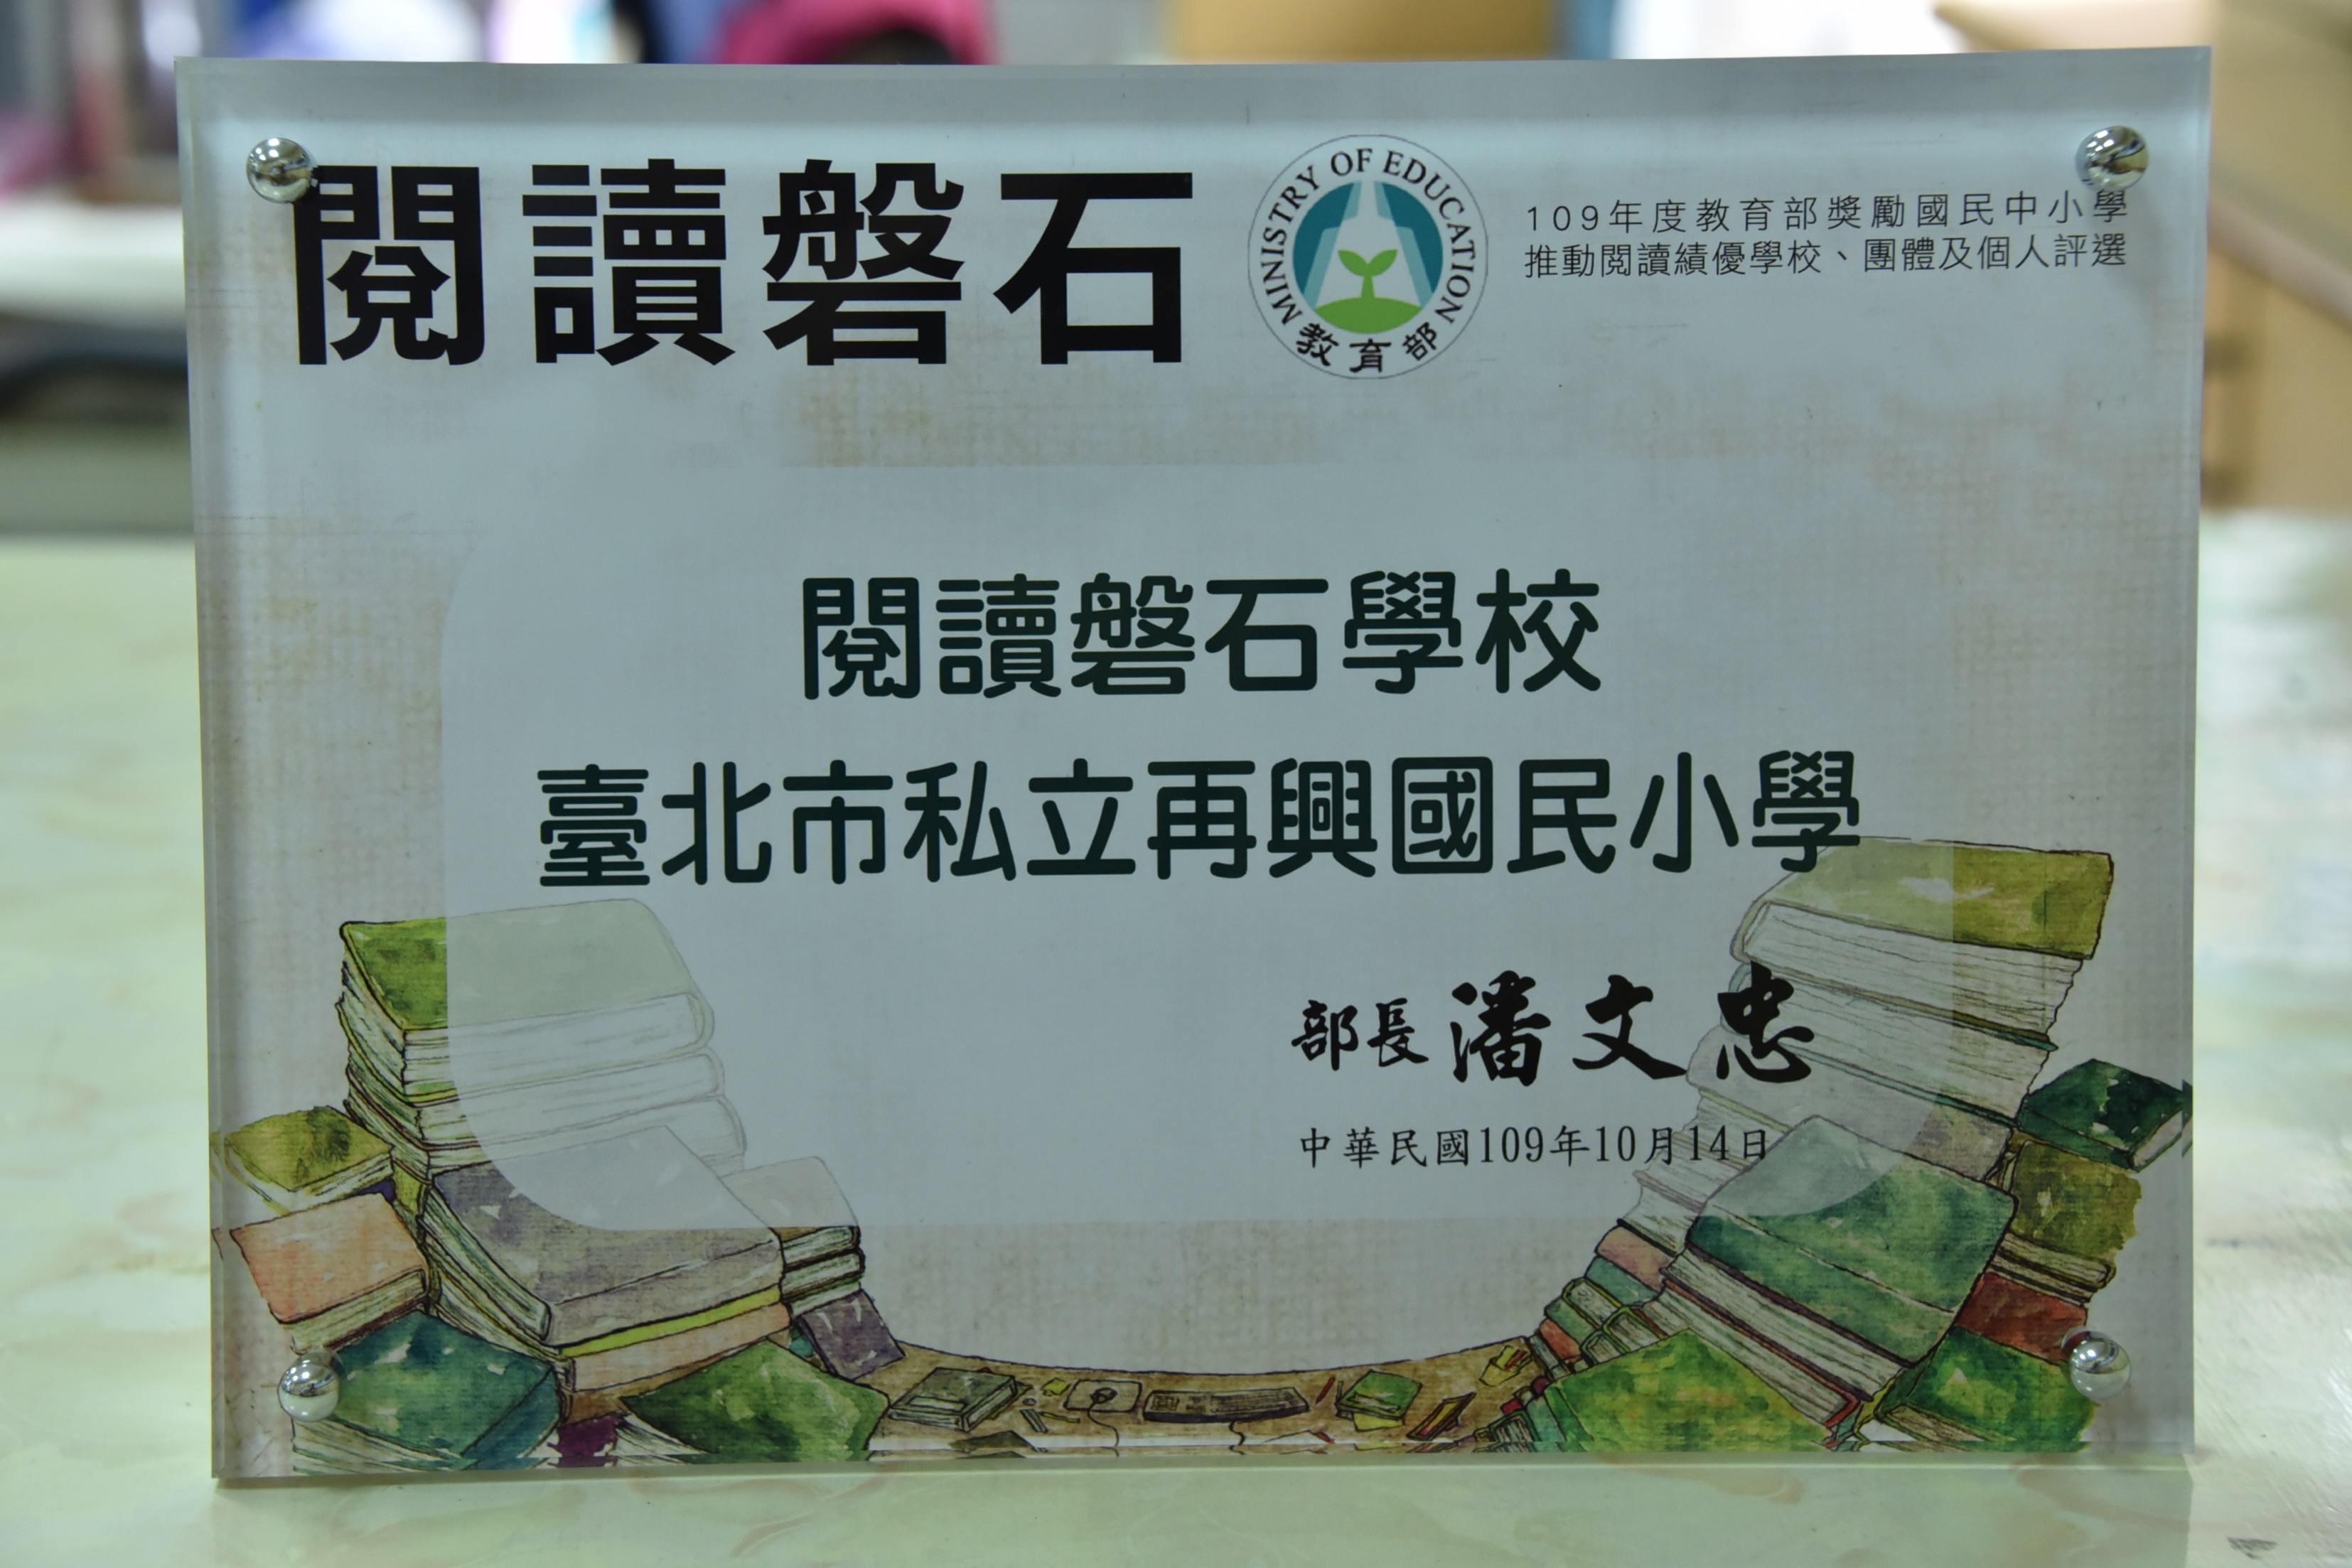 閱讀磐石
MINISTRY OF EDUCATION
教育部
109年度教育部獎勵國民中小學
推動閱讀績優學校、團體及個人評選
閱讀磐石學校
臺北市私立再興國民小學
部長 潘文忠
中華民國109年10月14日